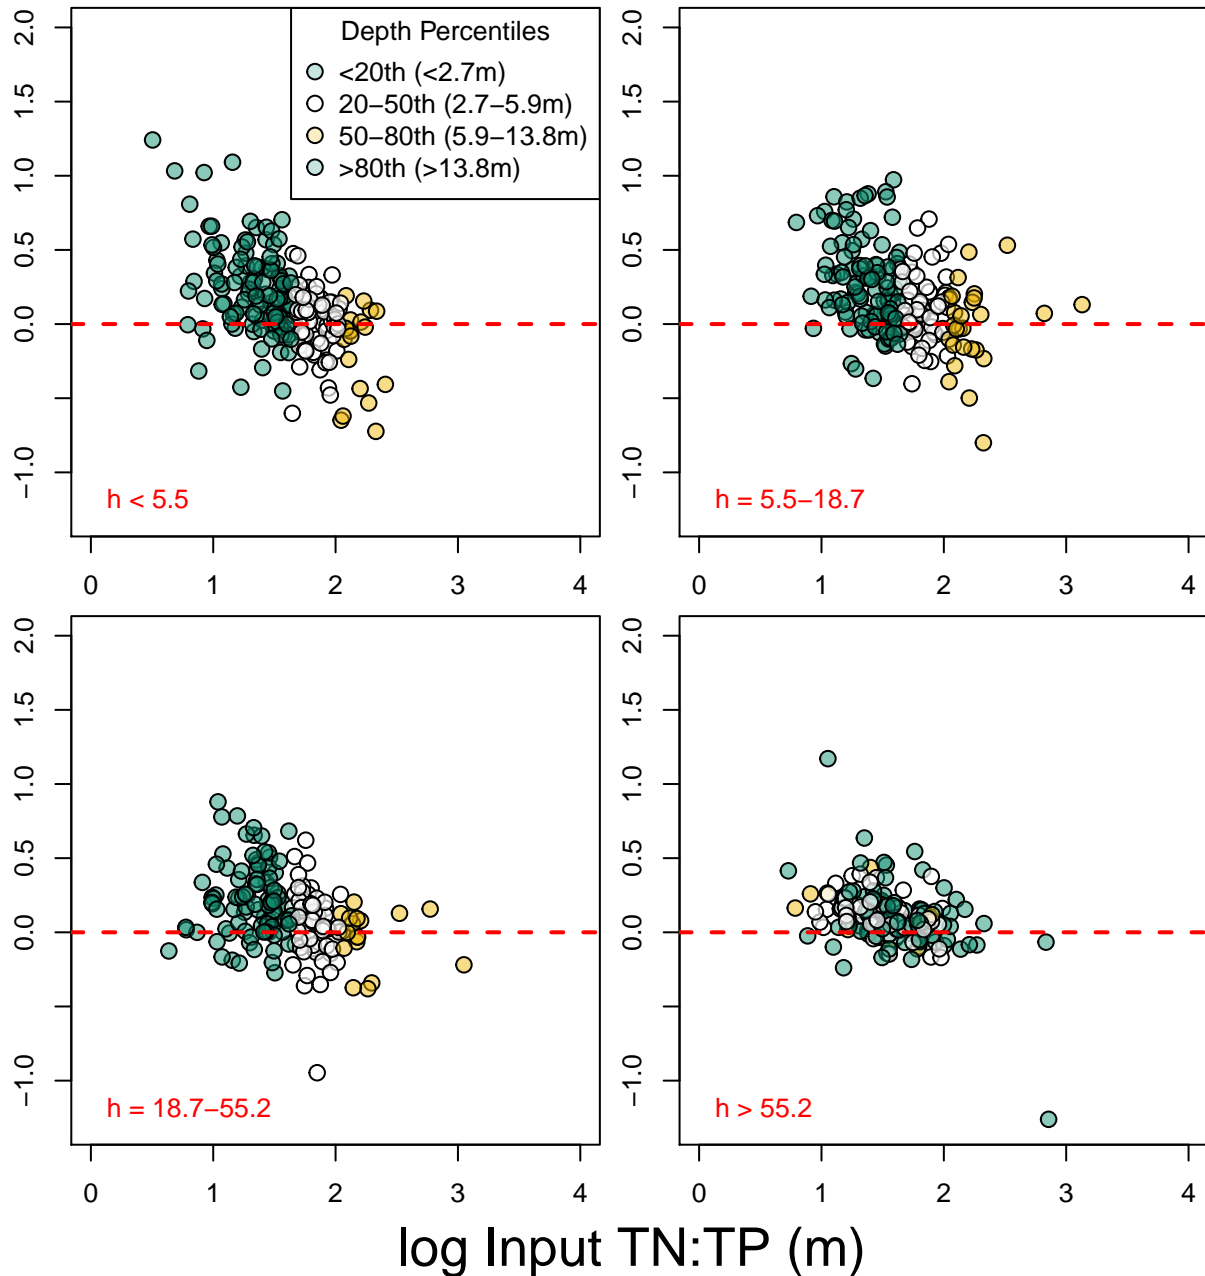 2.0
1.5
1.0
0.5
0.0
−1.0
Depth Percentiles
<20th (<2.7m)
20−50th (2.7−5.9m)
50−80th (5.9−13.8m)
>80th (>13.8m)
h < 5.5
0 1 2 3 4
2.0
1.5
1.0
0.5
0.0
−1.0
h = 5.5−18.7
0 1 2 3 4
2.0
1.5
1.0
0.5
0.0
−1.0
h = 18.7−55.2
0 1 2 3 4
2.0
1.5
1.0
0.5
0.0
−1.0
h > 55.2
0 1 2 3 4
log Input TN:TP (m)